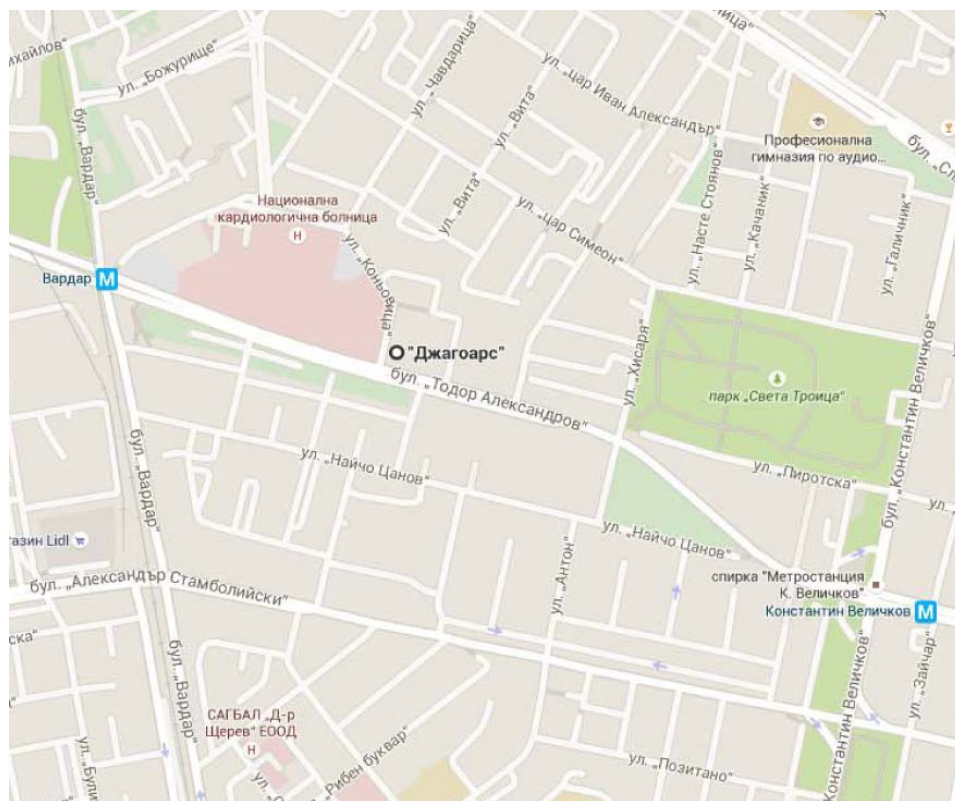 ихайлов"
ул. „Божурище"
бул. „Вардар"
ул. „Чавдарица"
ул. „Вита"
ул. „Вита"
ул. „Цар Иван Александър"
Професионална
гимназия по аудио...
бул. „Сл
Национална
кардиологична болница
H
ул. „Коньовица"
ул. „Цар Симеон"
ул. „Насте Стоянов"
ул. „Качаник"
ул. „Галичник"
Вардар M
"Джагоарс"
бул. „Тодор Александров"
ул. „Хисаря"
парк „Света Троица"
бул. „Константин Величков"
ул. „Пиротска"
ул. „
бул. „Вардар"
ул. „Найчо Цанов"
ул. „Найчо Цанов"
азин Lidl
бул. „Александър Стамболийски"
ул. „Антон"
спирка "Метростанция
К. Величков"
Константин Величков M
ска"
бул. „Вардар"
бул. „Константин Величков"
ул. „Зайчар"
САГБАЛ „Д-р
Щерев" ЕООД
H
„Рибен буквар"
ул. „Позитано"